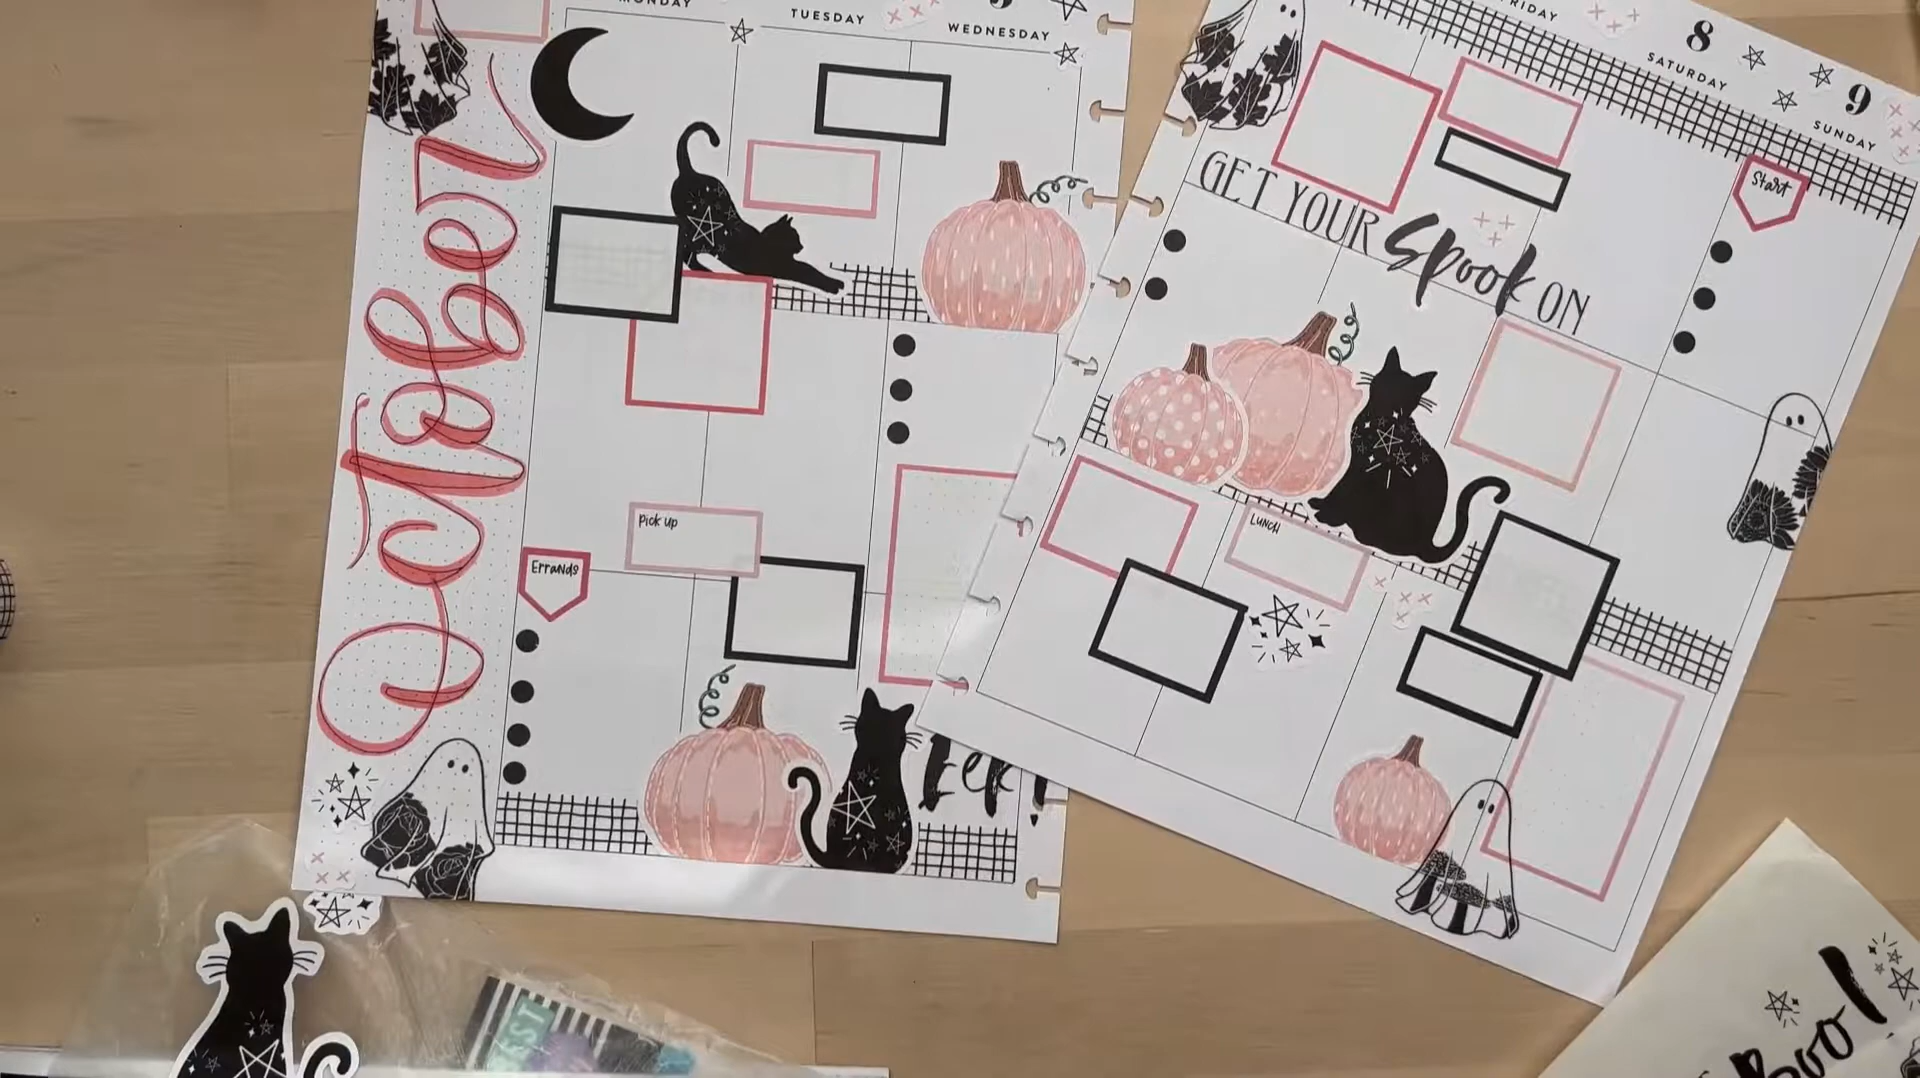 MONDAY
TUESDAY
WEDNESDAY
October
pick up
Errands
EEK!
FRIDAY
8
SATURDAY
9
SUNDAY
Start
GET YOUR Spook ON
LUNCH
Boo!